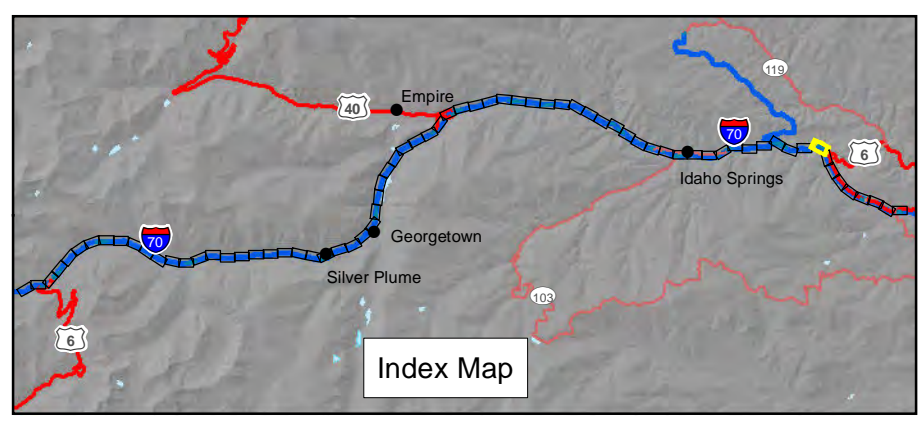 119
40
Empire
70
6
Idaho Springs
Georgetown
70
Silver Plume
103
6
Index Map